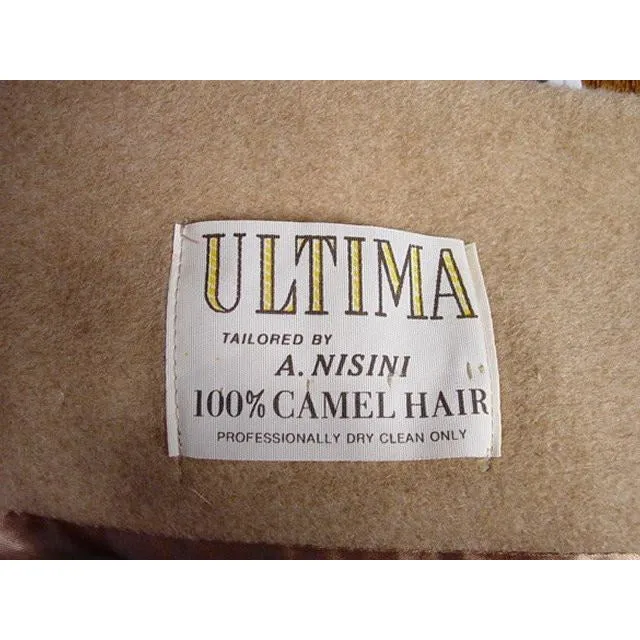 ULTIMA
TAILORED BY
A. NISINI
100% CAMEL HAIR
PROFESSIONALLY DRY CLEAN ONLY